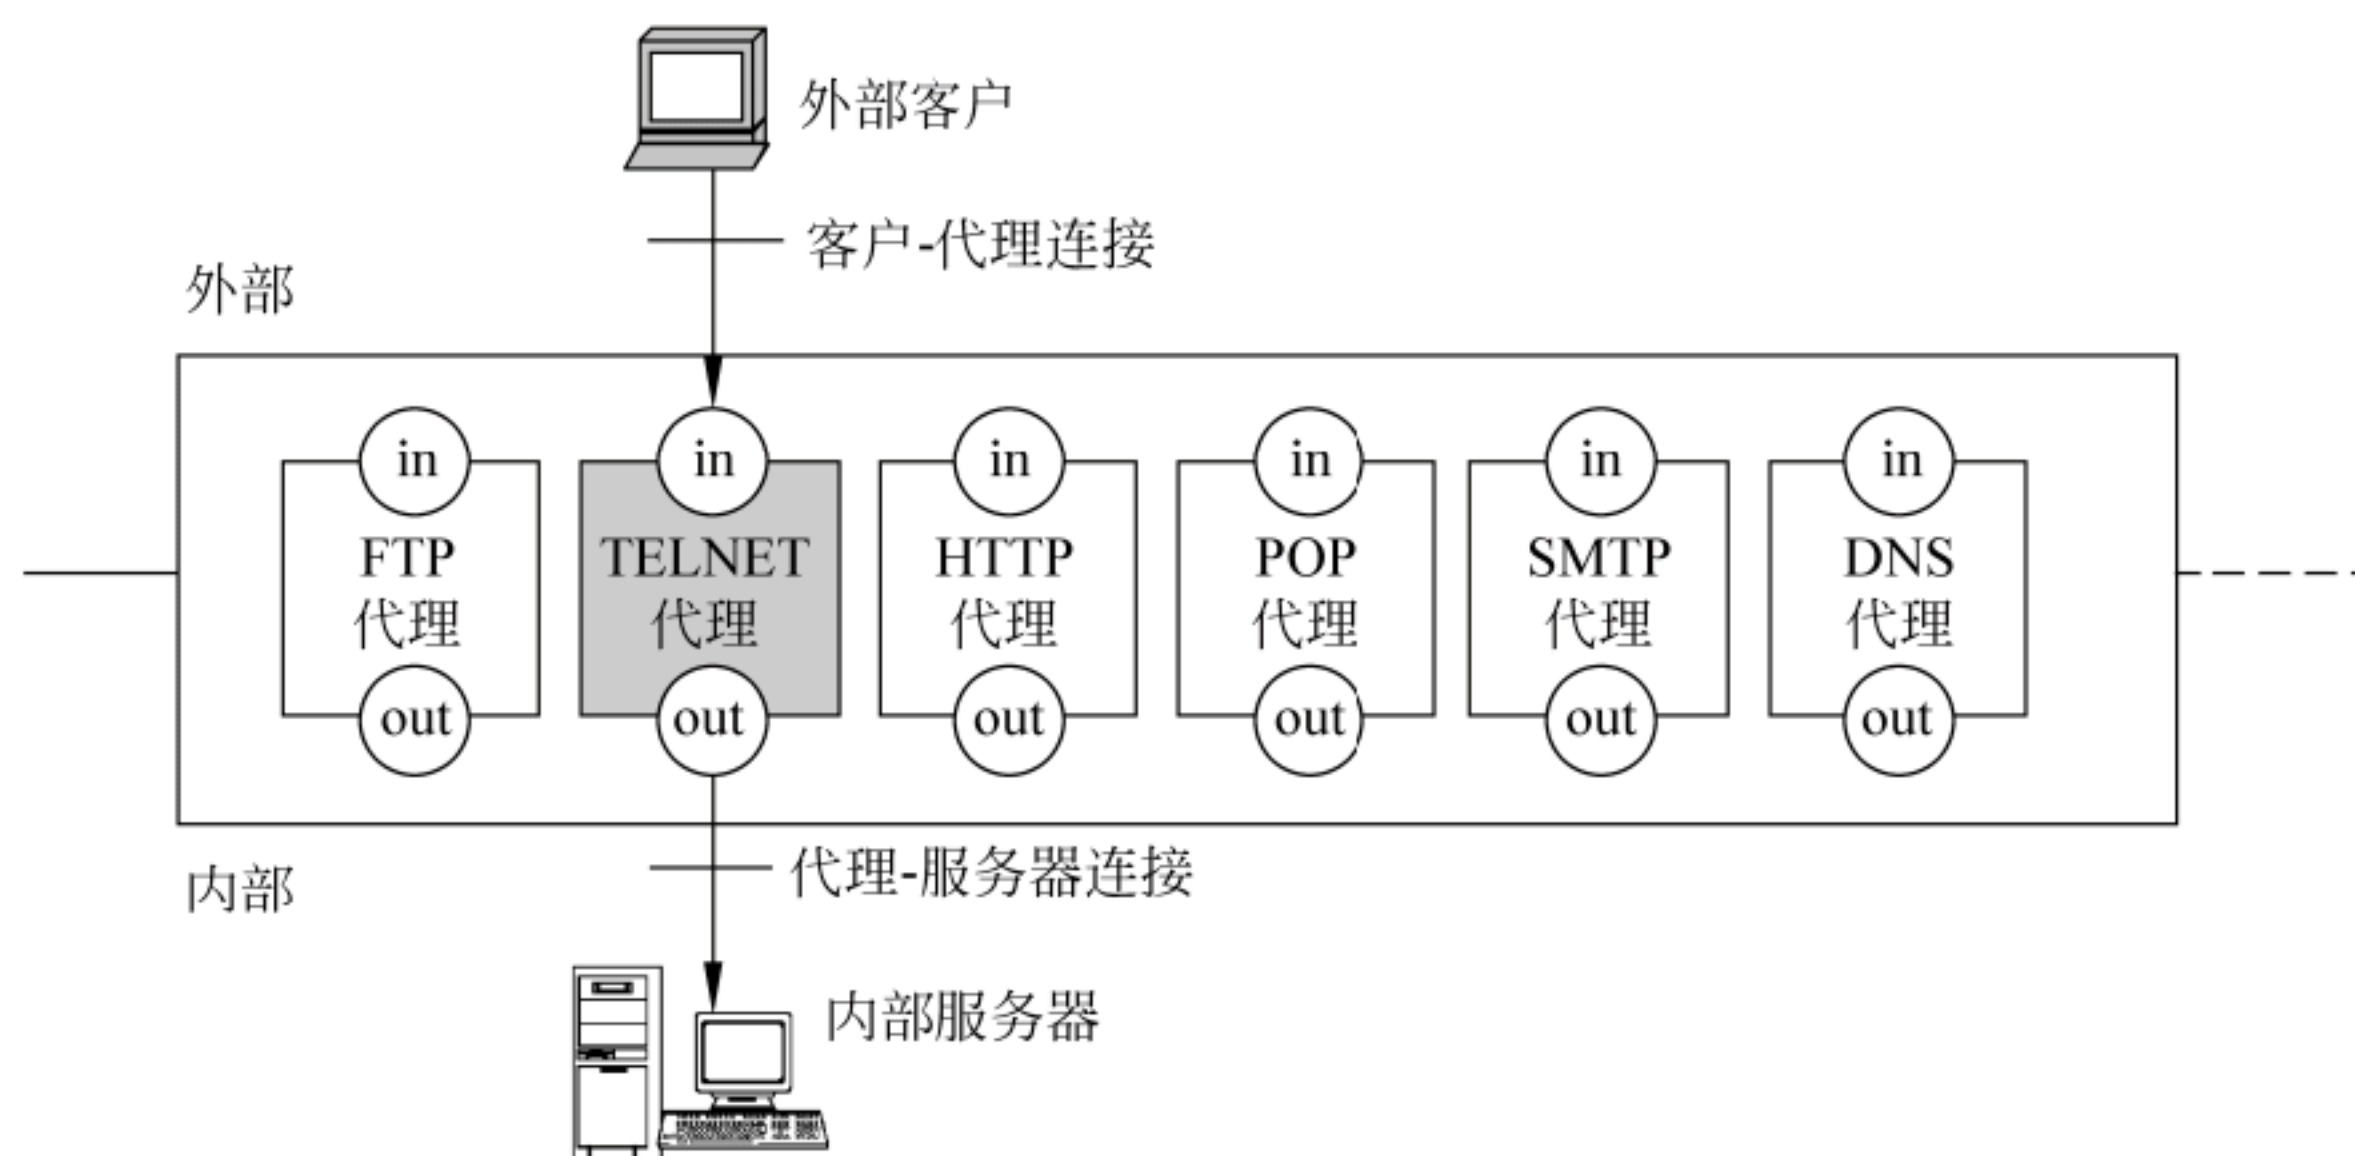 外部客户
客户-代理连接
外部
in in in in in in
FTP TELNET HTTP POP SMTP DNS
代理 代理 代理 代理 代理 代理
out out out out out out
代理-服务器连接
内部
内部服务器